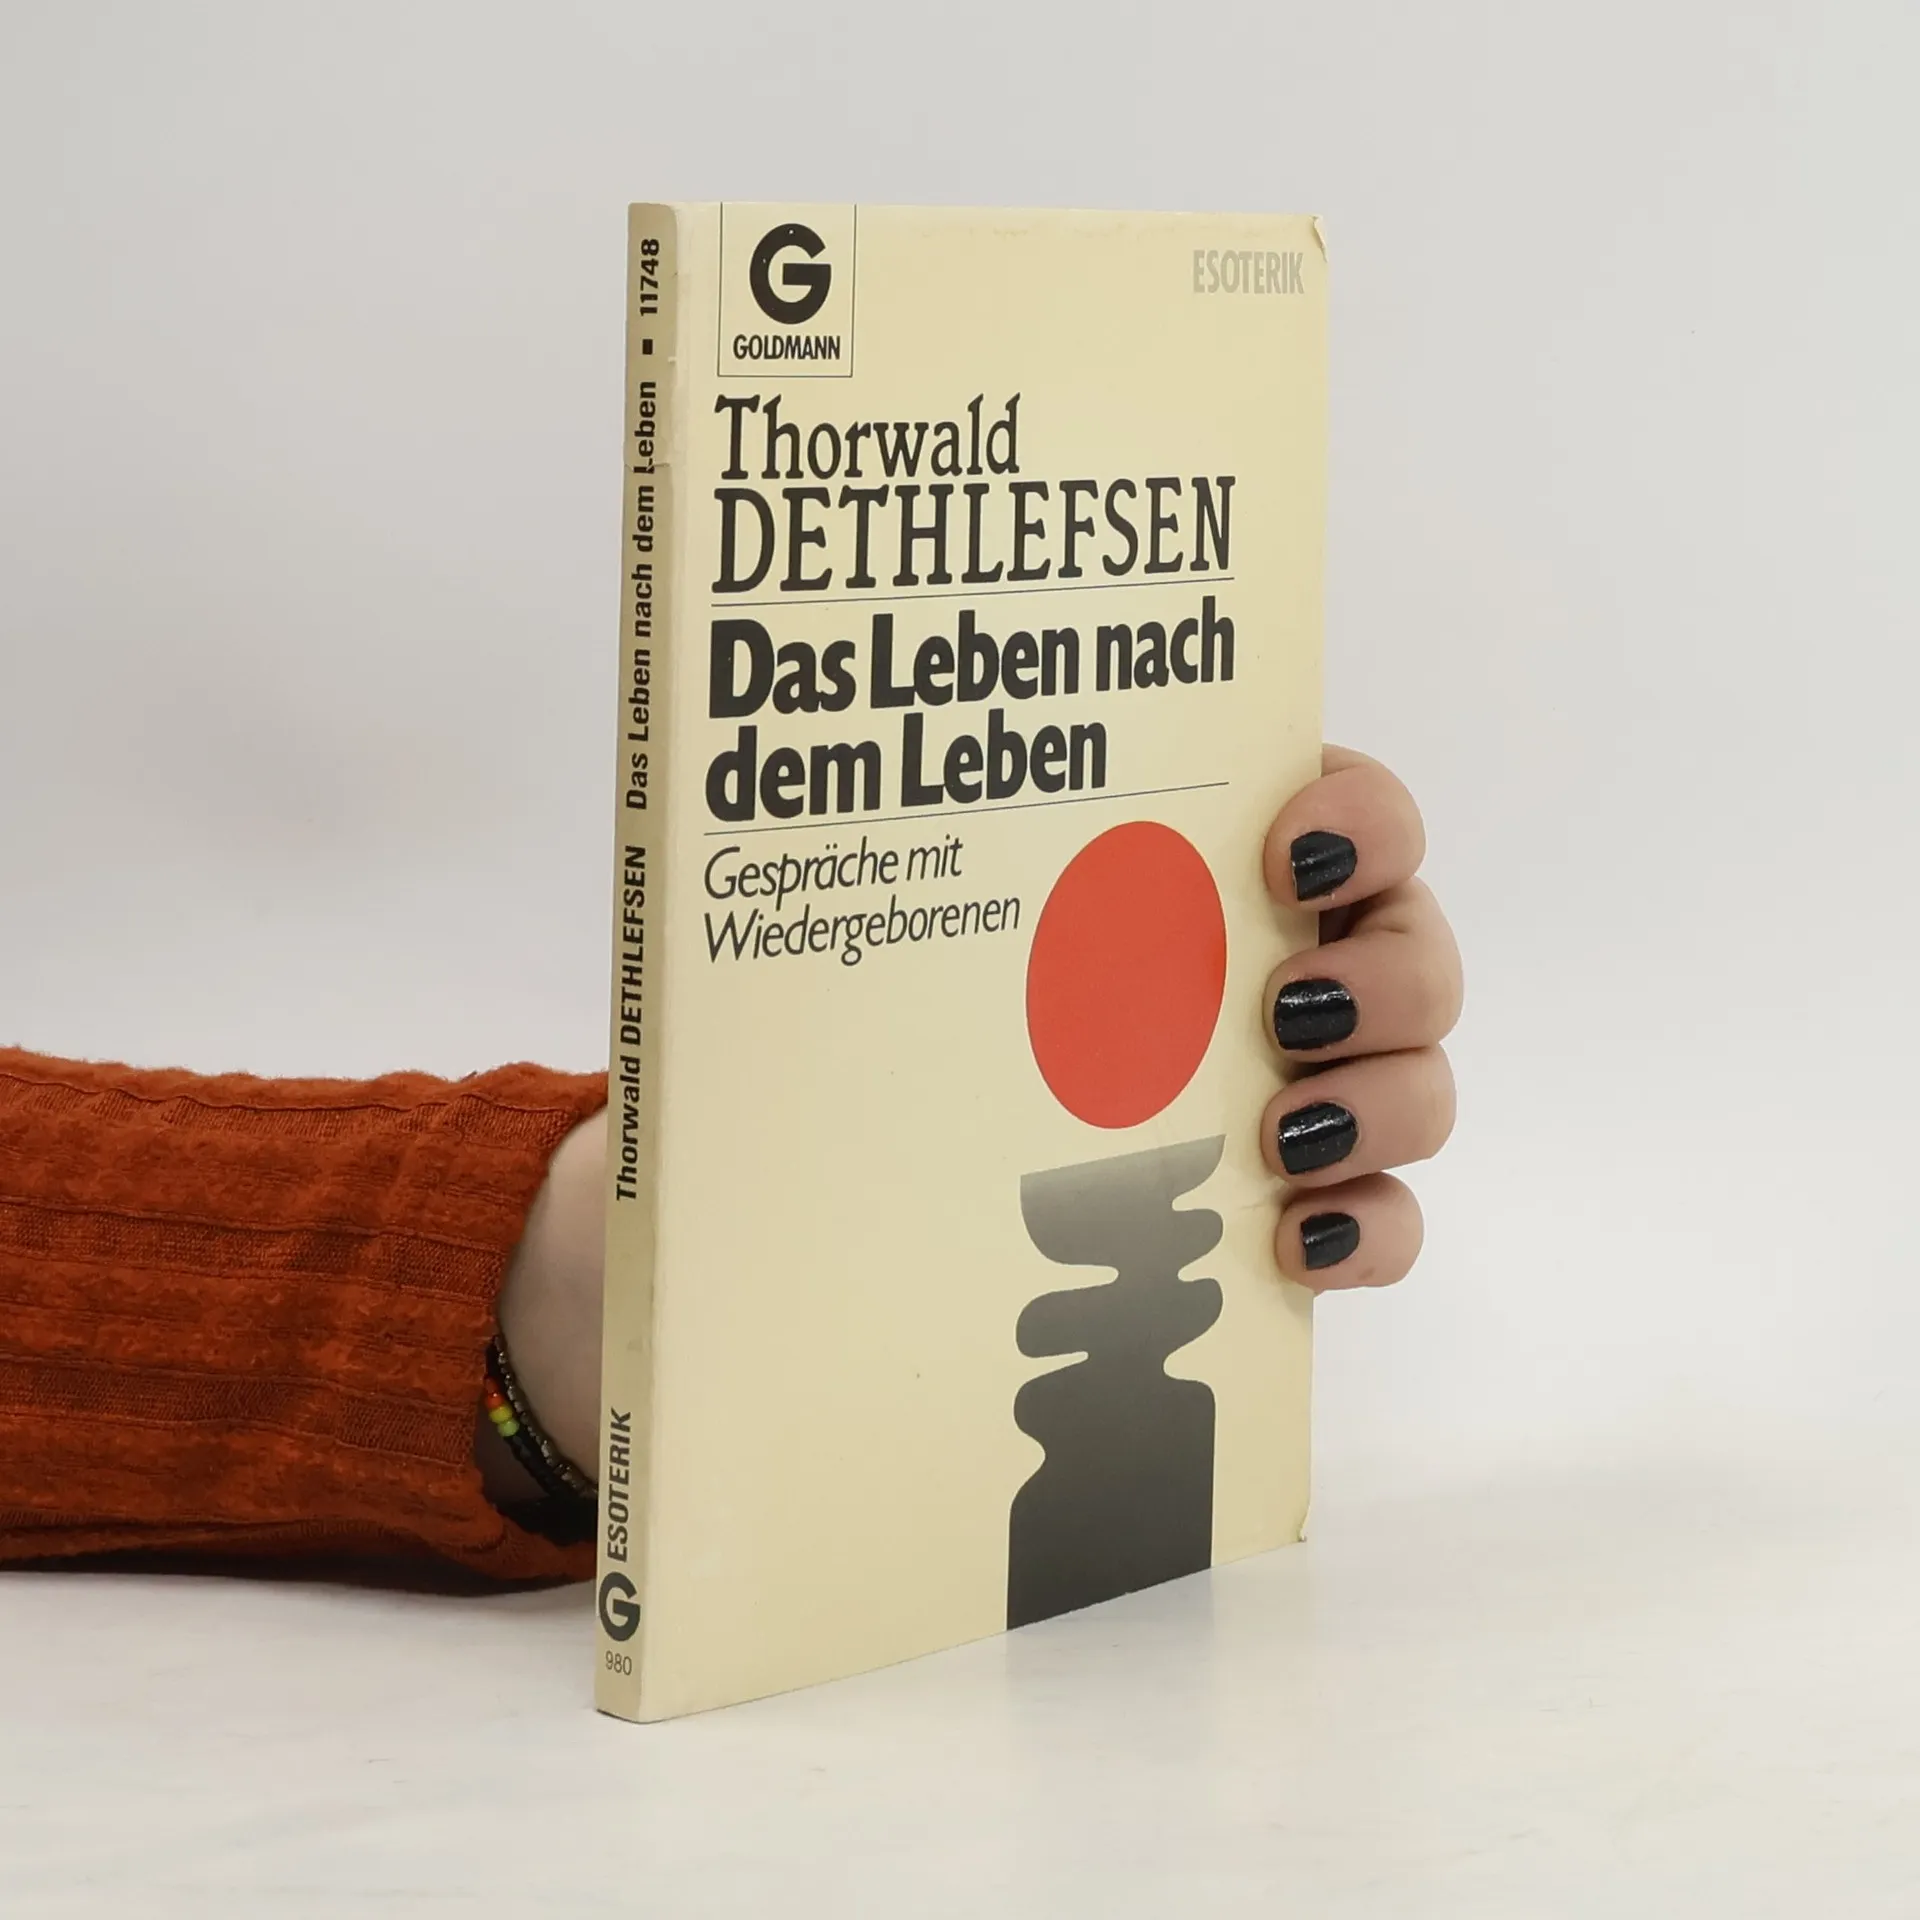 G
GOLDMANN
ESOTERIK
Thorwald
DETHLEFSEN
Das Leben nach
dem Leben
Gespräche mit
Wiedergeborenen
Thorwald DETHLEFSEN Das Leben nach dem Leben ■ 11748
G ESOTERIK
980